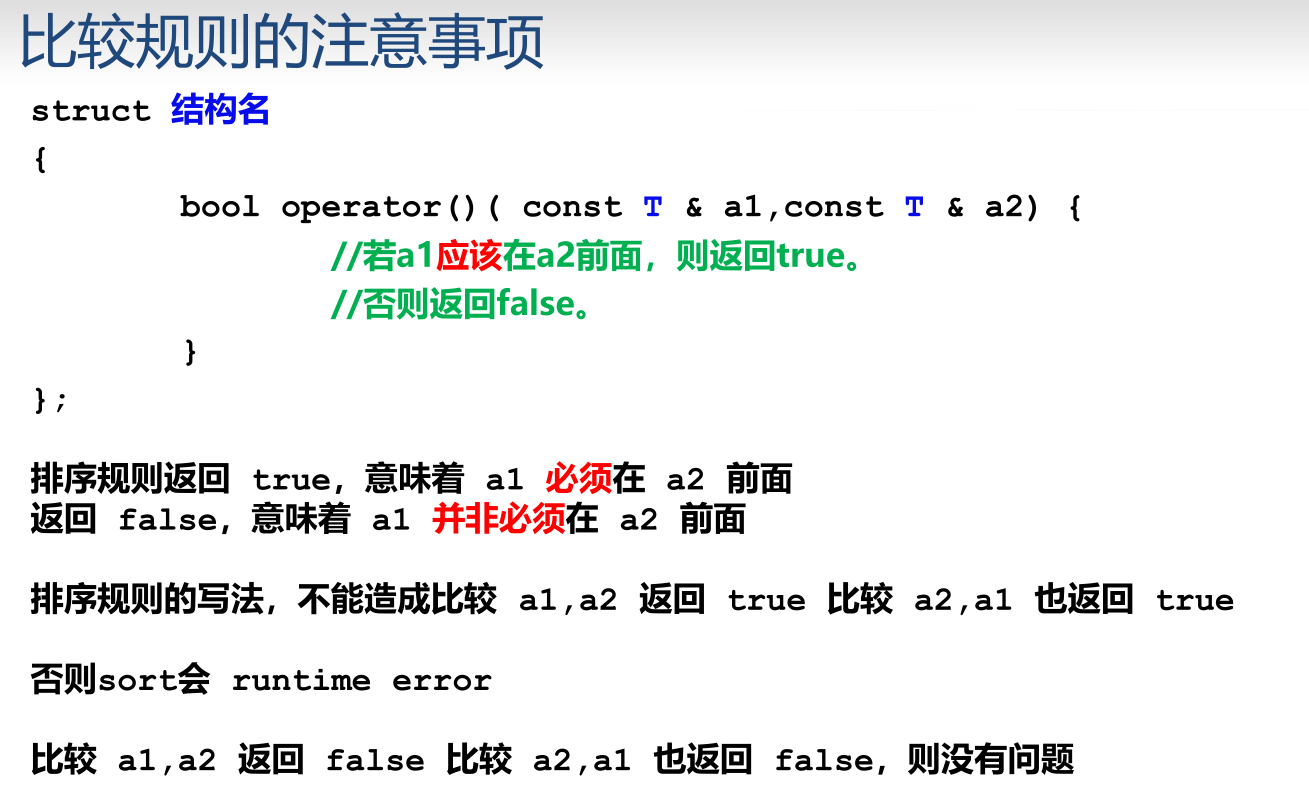 比较规则的注意事项
struct 结构名
{
bool operator()( const T & a1,const T & a2) {
//若a1应该在a2前面，则返回true。
//否则返回false。
}
};
排序规则返回 true，意味着 a1 必须在 a2 前面
返回 false，意味着 a1 并非必须在 a2 前面
排序规则的写法，不能造成比较 a1,a2 返回 true 比较 a2,a1 也返回 true
否则sort会 runtime error
比较 a1,a2 返回 false 比较 a2,a1 也返回 false，则没有问题